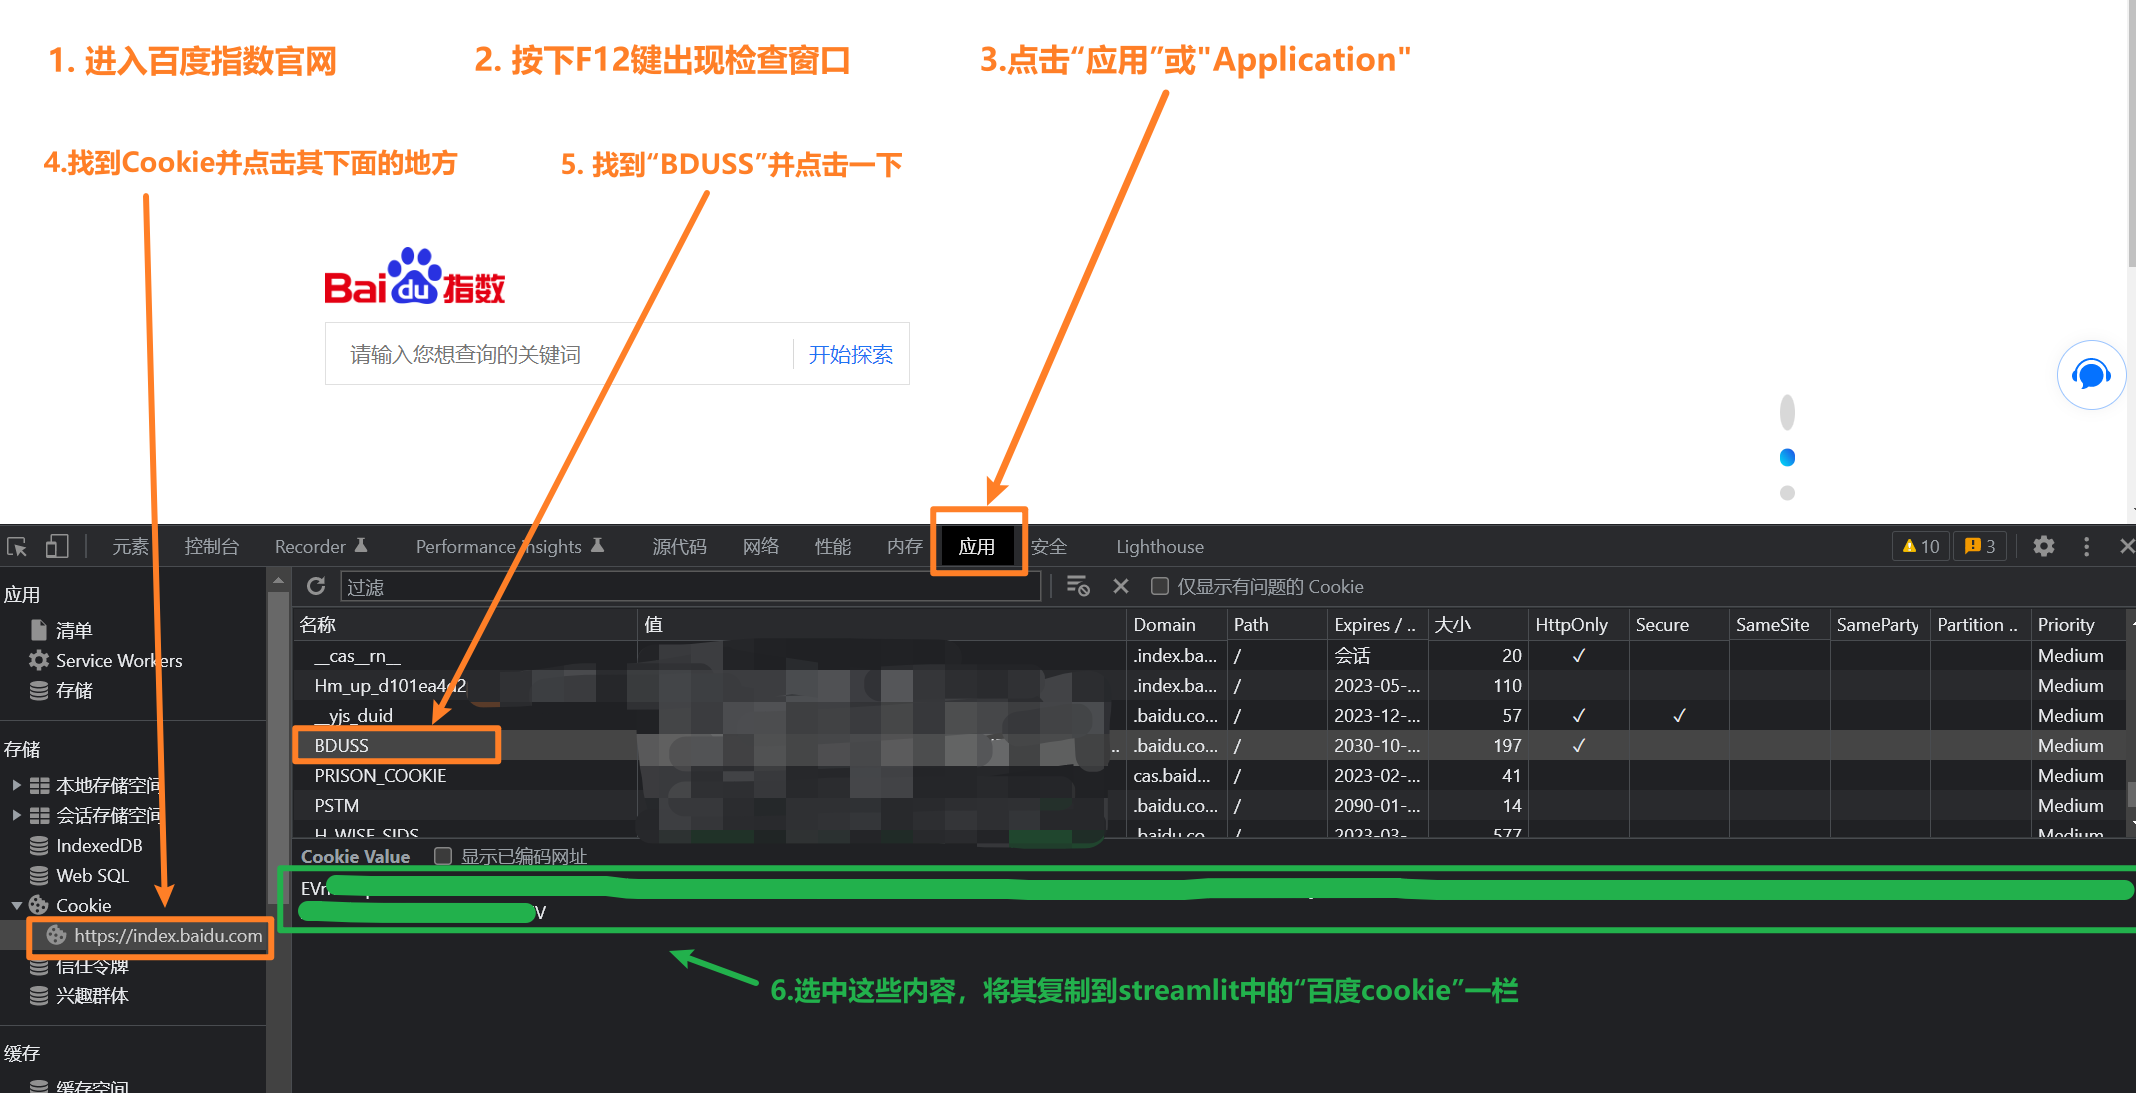 1. 进入百度指数官网
2. 按下F12键出现检查窗口
3.点击“应用”或"Application"
4.找到Cookie并点击其下面的地方
5. 找到“BDUSS”并点击一下
Bai du 指数
请输入您想查询的关键词
开始探索
元素 控制台 Recorder Performance insights 源代码 网络 性能 内存 应用 安全 Lighthouse 10 3
应用
清单
Service Workers
存储
存储
本地存储空间
会话存储空间
IndexedDB
Web SQL
Cookie
https://index.baidu.com
信任令牌
兴趣群体
缓存
缓存空间
过滤
仅显示有问题的 Cookie
名称 值 Domain Path Expires / .. 大小 HttpOnly Secure SameSite SameParty Partition .. Priority
__cas__rn__ .index.ba... / 会话 20 ✓ Medium
Hm_up_d101ea4d2 .index.ba... / 2023-05-... 110 Medium
__yjs_duid .baidu.co... / 2023-12-... 57 ✓ ✓ Medium
BDUSS .. .baidu.co... / 2030-10-... 197 ✓ Medium
PRISON_COOKIE cas.baid... / 2023-02-... 41 Medium
PSTM .baidu.co... / 2090-01-... 14 Medium
H_WISE_SIDS .baidu.co... / 2023-03-... 577 Medium
Cookie Value 显示已编码网址
EVn
V
6.选中这些内容，将其复制到streamlit中的“百度cookie”一栏